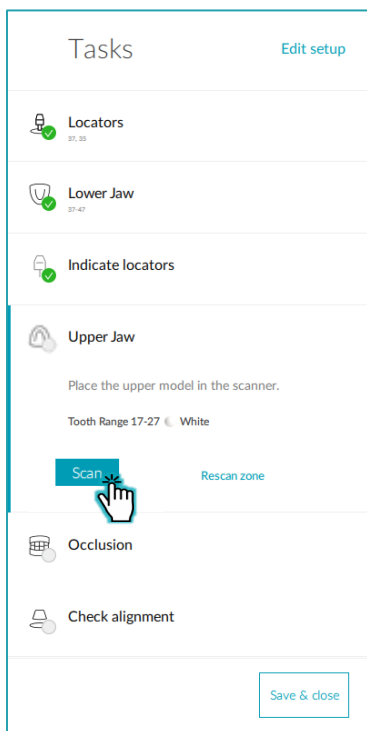 Tasks
Edit setup
Locators
37, 35
Lower Jaw
37-47
Indicate locators
Upper Jaw
Place the upper model in the scanner.
Tooth Range 17-27 White
Scan
Rescan zone
Occlusion
Check alignment
Save & close